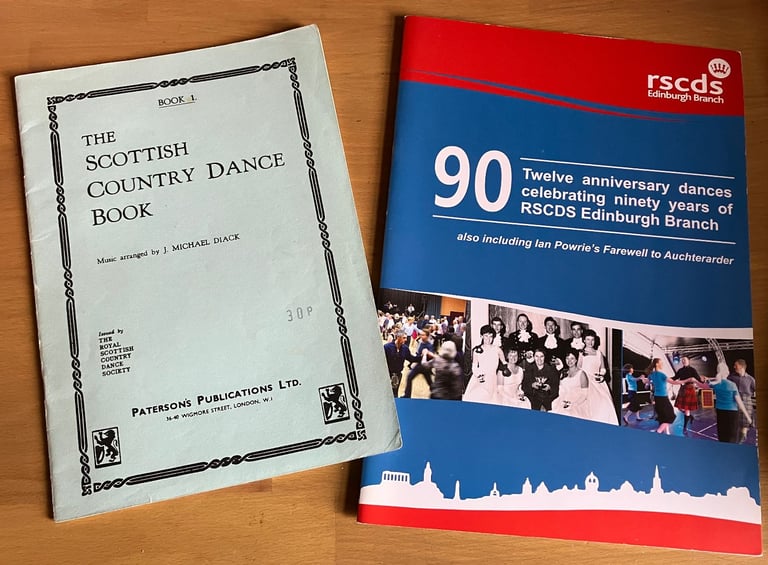 BOOK 1.
THE
SCOTTISH
COUNTRY DANCE
BOOK
Music arranged by J. MICHAEL DIACK
30P
Issued by
THE
ROYAL
SCOTTISH
COUNTRY
DANCE
SOCIETY
PATERSON'S PUBLICATIONS LTD.
36-40 WIGMORE STREET, LONDON, W.1
rscds
Edinburgh Branch
90
Twelve anniversary dances
celebrating ninety years of
RSCDS Edinburgh Branch
also including Ian Powrie's Farewell to Auchterarder